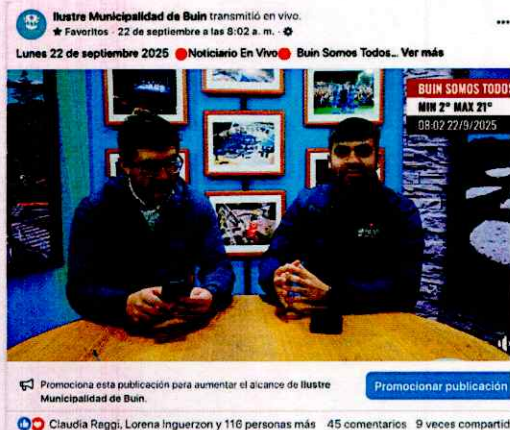 Ilustre Municipalidad de Buin transmitió en vivo.
★ Favoritos · 22 de septiembre a las 8:02 a. m. ·
Lunes 22 de septiembre 2025 🔴Noticiario En Vivo🔴 Buin Somos Todos... Ver más
BUIN SOMOS TODOS
MIN 2° MAX 21°
08:02 22/9/2025
Promociona esta publicación para aumentar el alcance de Ilustre
Municipalidad de Buin.
Promocionar publicación
Claudia Raggi, Lorena Inguerzon y 116 personas más 45 comentarios 9 veces compartid